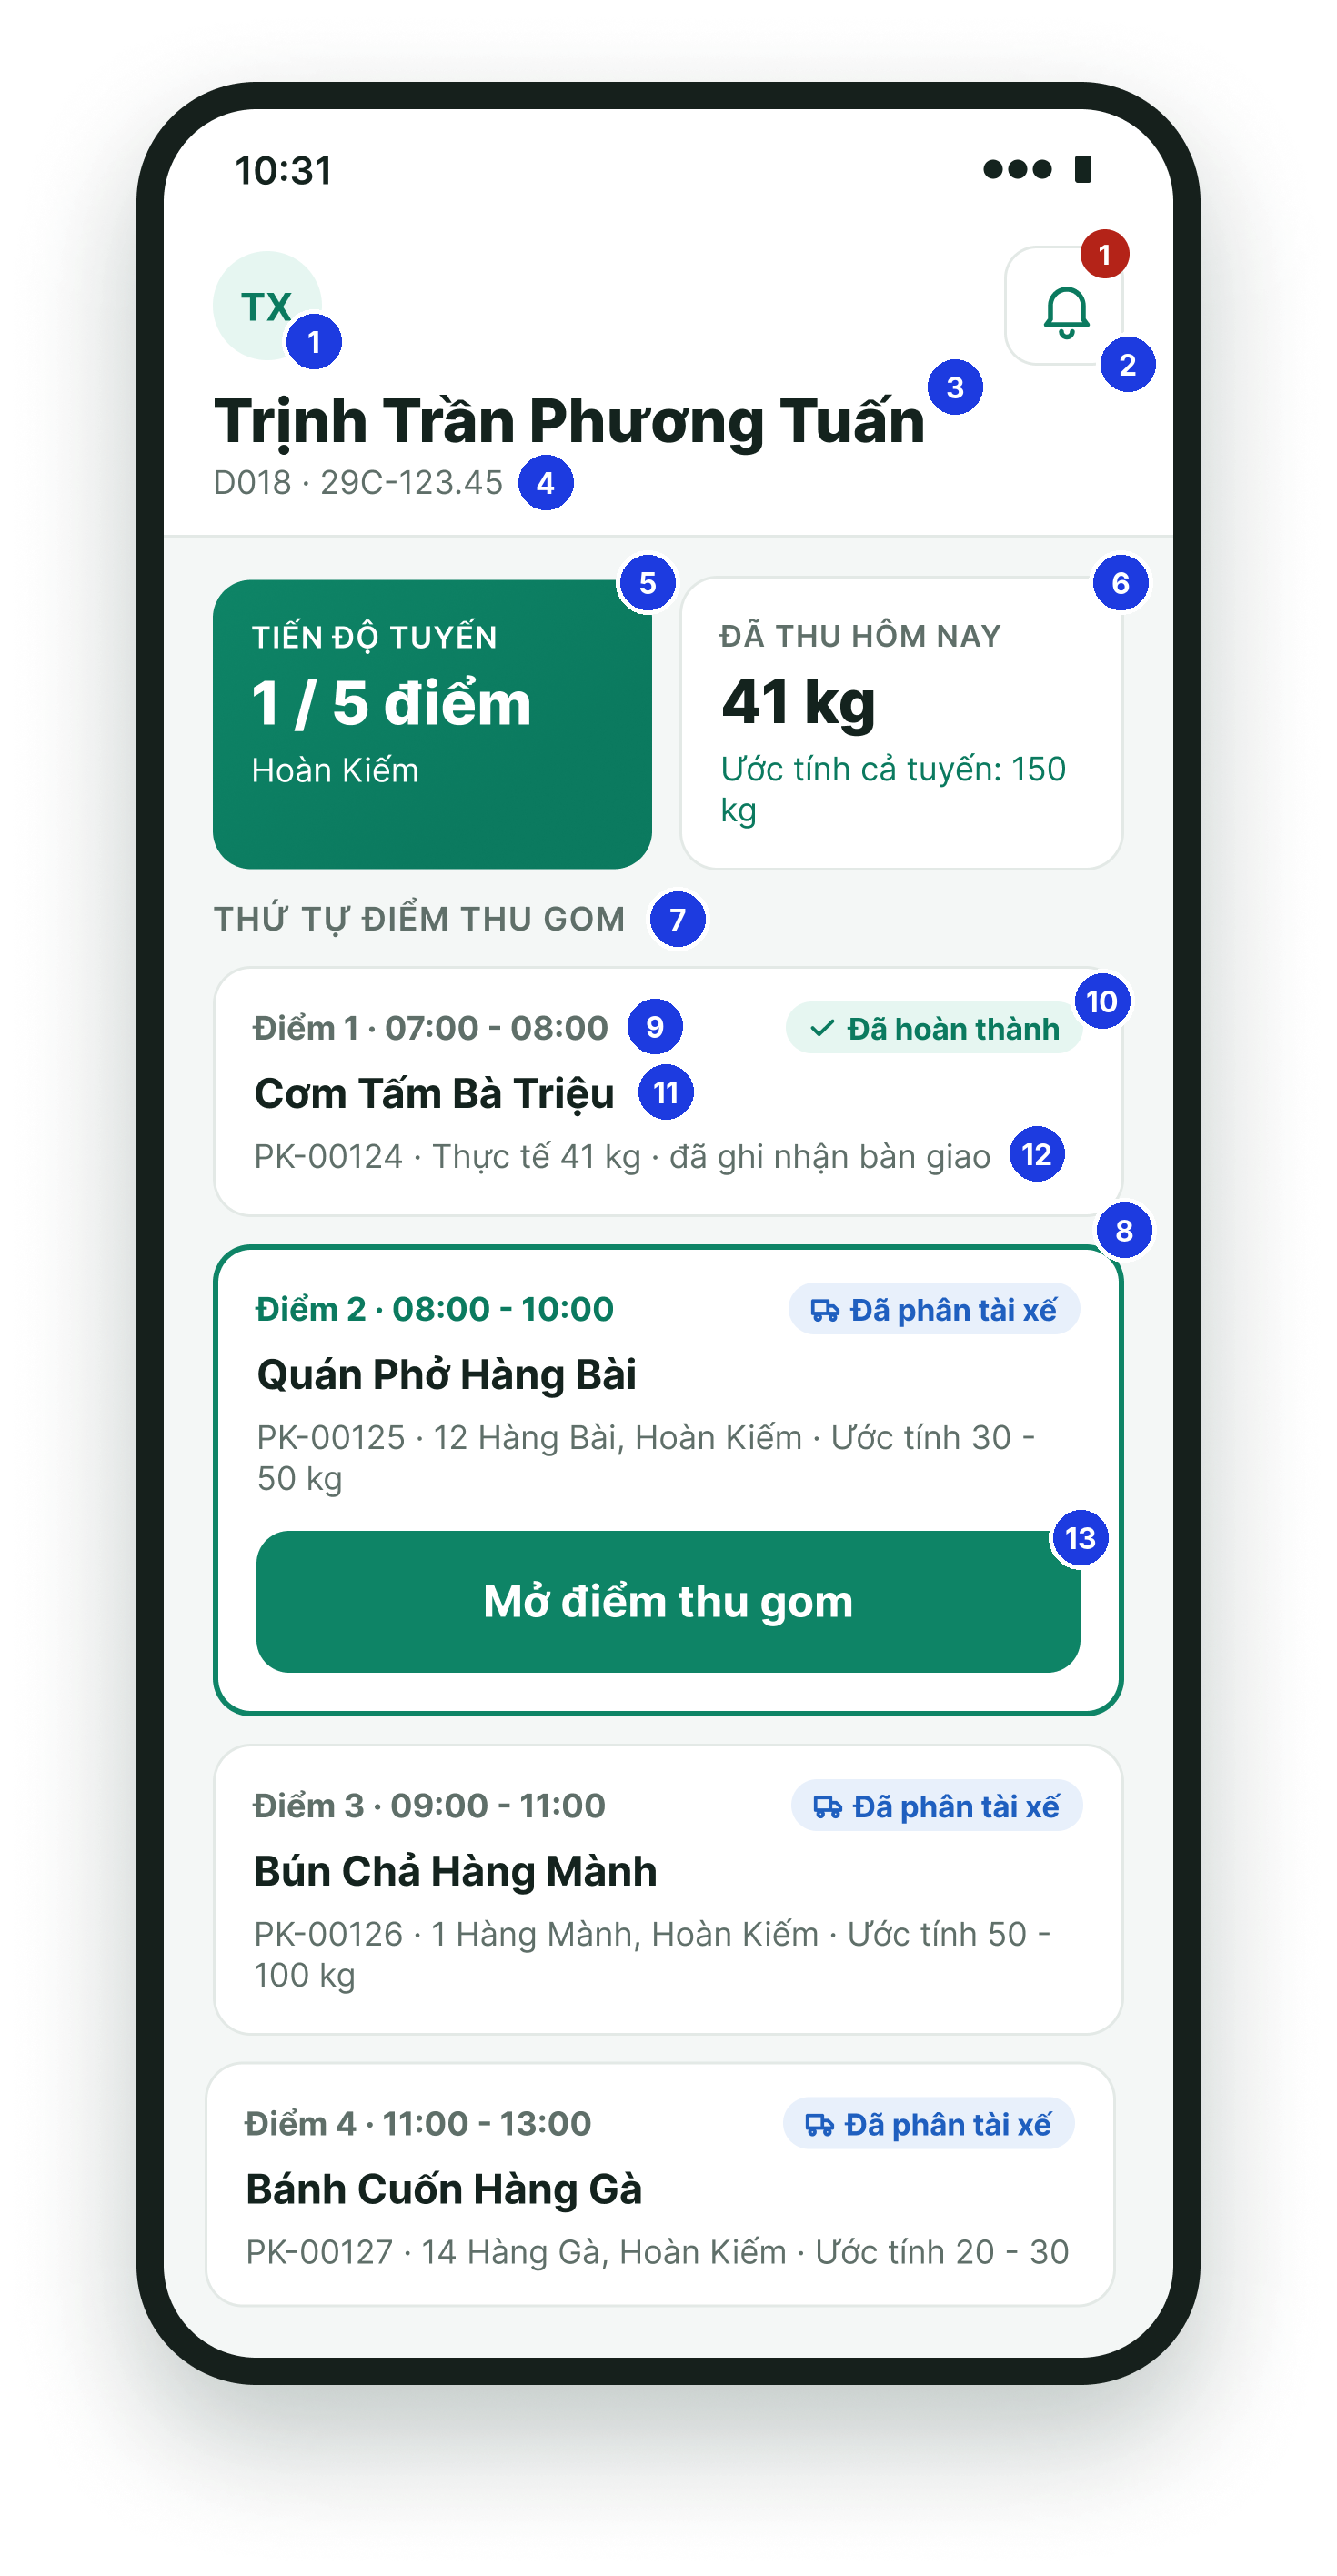 10:31
TX
1
1
2
Trịnh Trần Phương Tuấn
3
D018 · 29C-123.45
4
TIẾN ĐỘ TUYẾN
5
1 / 5 điểm
Hoàn Kiếm
ĐÃ THU HÔM NAY
6
41 kg
Ước tính cả tuyến: 150
kg
THỨ TỰ ĐIỂM THU GOM
7
Điểm 1 · 07:00 - 08:00
9
Đã hoàn thành
10
Cơm Tấm Bà Triệu
11
PK-00124 · Thực tế 41 kg · đã ghi nhận bàn giao
12
8
Điểm 2 · 08:00 - 10:00
Đã phân tài xế
Quán Phở Hàng Bài
PK-00125 · 12 Hàng Bài, Hoàn Kiếm · Ước tính 30 -
50 kg
13
Mở điểm thu gom
Điểm 3 · 09:00 - 11:00
Đã phân tài xế
Bún Chả Hàng Mành
PK-00126 · 1 Hàng Mành, Hoàn Kiếm · Ước tính 50 -
100 kg
Điểm 4 · 11:00 - 13:00
Đã phân tài xế
Bánh Cuốn Hàng Gà
PK-00127 · 14 Hàng Gà, Hoàn Kiếm · Ước tính 20 - 30